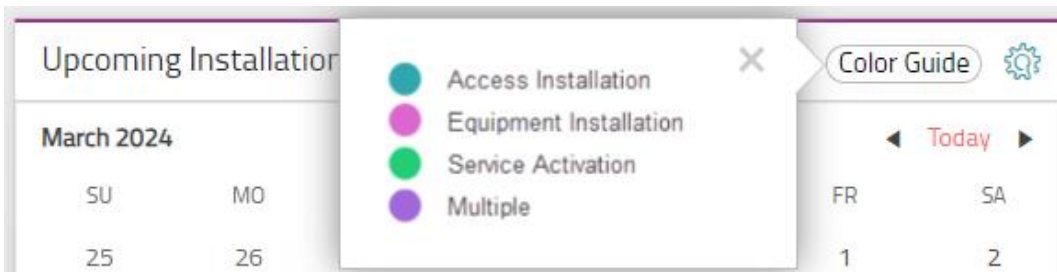 Upcoming Installation
Color Guide
Access Installation
Equipment Installation
Service Activation
Multiple
March 2024
Today
SU MO FR SA
25 26 1 2